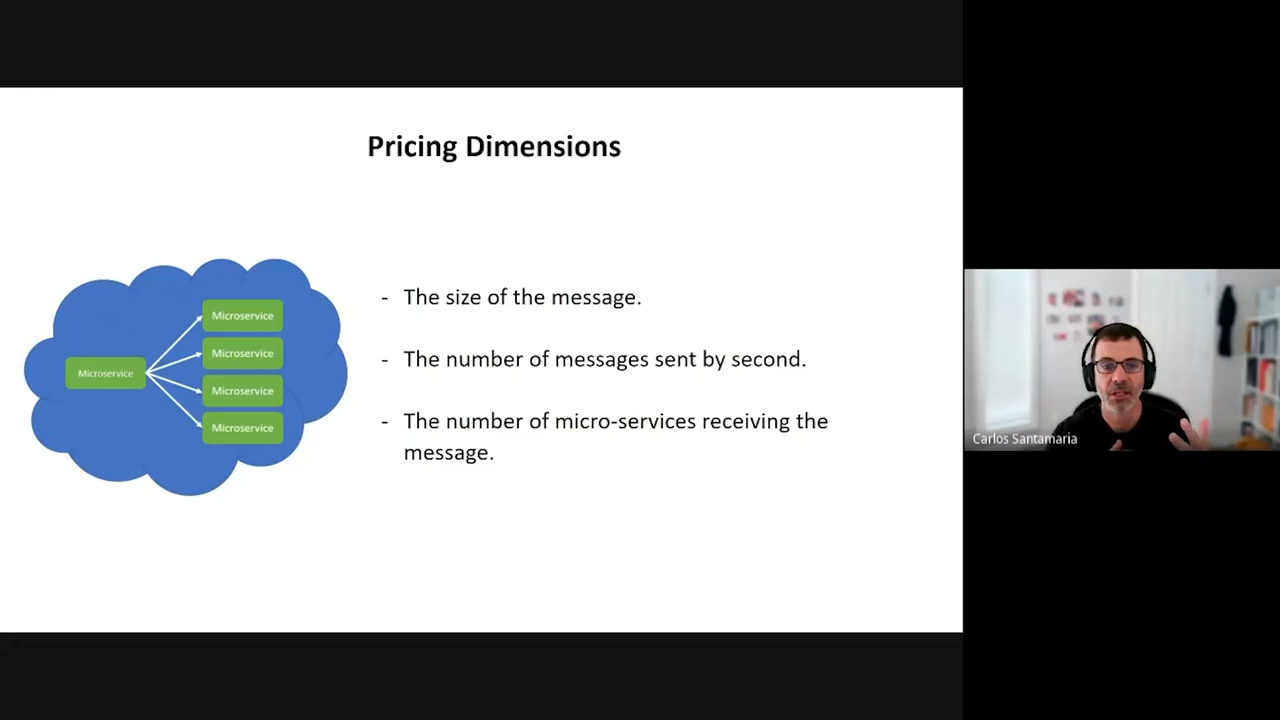 Pricing Dimensions
Microservice
Microservice
Microservice
Microservice
Microservice
- The size of the message.
- The number of messages sent by second.
- The number of micro-services receiving the
message.
Carlos Santamaria